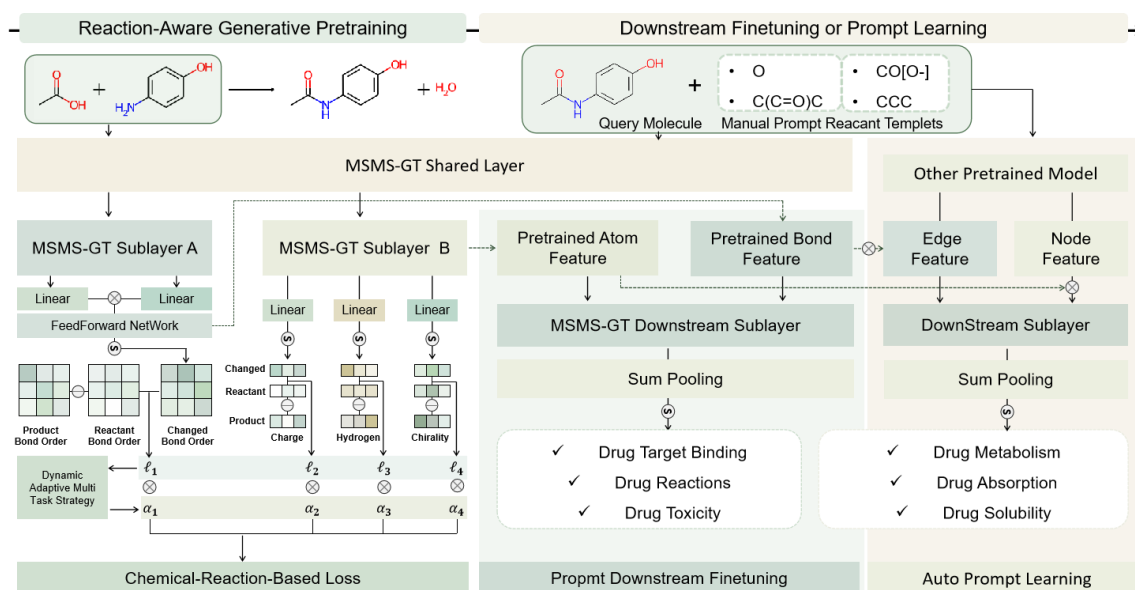 Reaction-Aware Generative Pretraining
Downstream Finetuning or Prompt Learning
O
OH
+
H₂N
OH
O
N
H
OH
+ H₂O
O
N
H
OH
+
• O
• CO[O-]
• C(C=O)C
• CCC
Query Molecule
Manual Prompt Reacant Templets
MSMS-GT Shared Layer
Other Pretrained Model
MSMS-GT Sublayer A
MSMS-GT Sublayer B
Pretrained Atom
Feature
Pretrained Bond
Feature
Edge
Feature
Node
Feature
Linear
Linear
Linear
Linear
Linear
FeedForward NetWork
MSMS-GT Downstream Sublayer
DownStream Sublayer
S
S
S
S
Changed
Reactant
Product
Sum Pooling
Sum Pooling
S
S
Product
Bond Order
Reactant
Bond Order
Changed
Bond Order
Charge
Hydrogen
Chirality
✓ Drug Target Binding
✓ Drug Reactions
✓ Drug Toxicity
✓ Drug Metabolism
✓ Drug Absorption
✓ Drug Solubility
Dynamic
Adaptive Multi
Task Strategy
ℓ₁ ℓ₂ ℓ₃ ℓ₄
α₁ α₂ α₃ α₄
Chemical-Reaction-Based Loss
Propmt Downstream Finetuning
Auto Prompt Learning